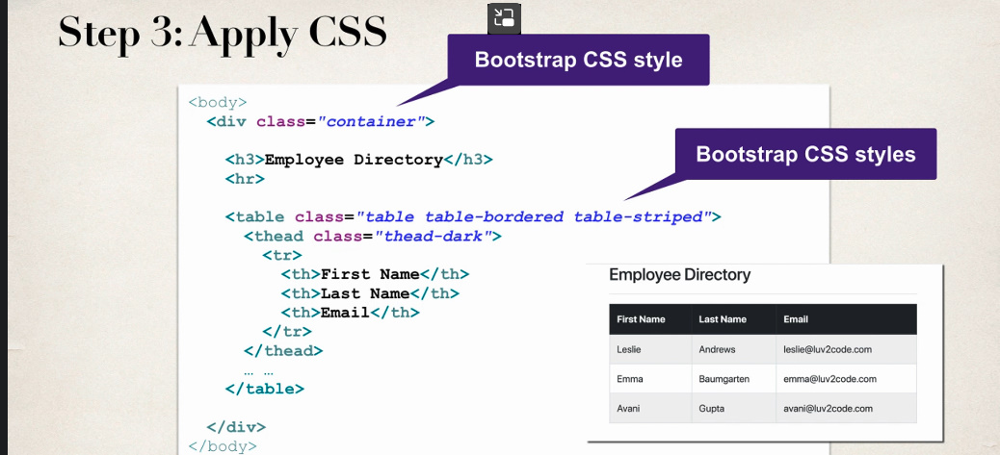 Step 3: Apply CSS
Bootstrap CSS style
<body>
<div class="container">
Bootstrap CSS styles
<h3>Employee Directory</h3>
<hr>
<table class="table table-bordered table-striped">
<thead class="thead-dark">
<tr>
<th>First Name</th>
<th>Last Name</th>
<th>Email</th>
</tr>
</thead>
… …
</table>
</div>
</body>
Employee Directory
First Name Last Name Email
Leslie Andrews leslie@luv2code.com
Emma Baumgarten emma@luv2code.com
Avani Gupta avani@luv2code.com